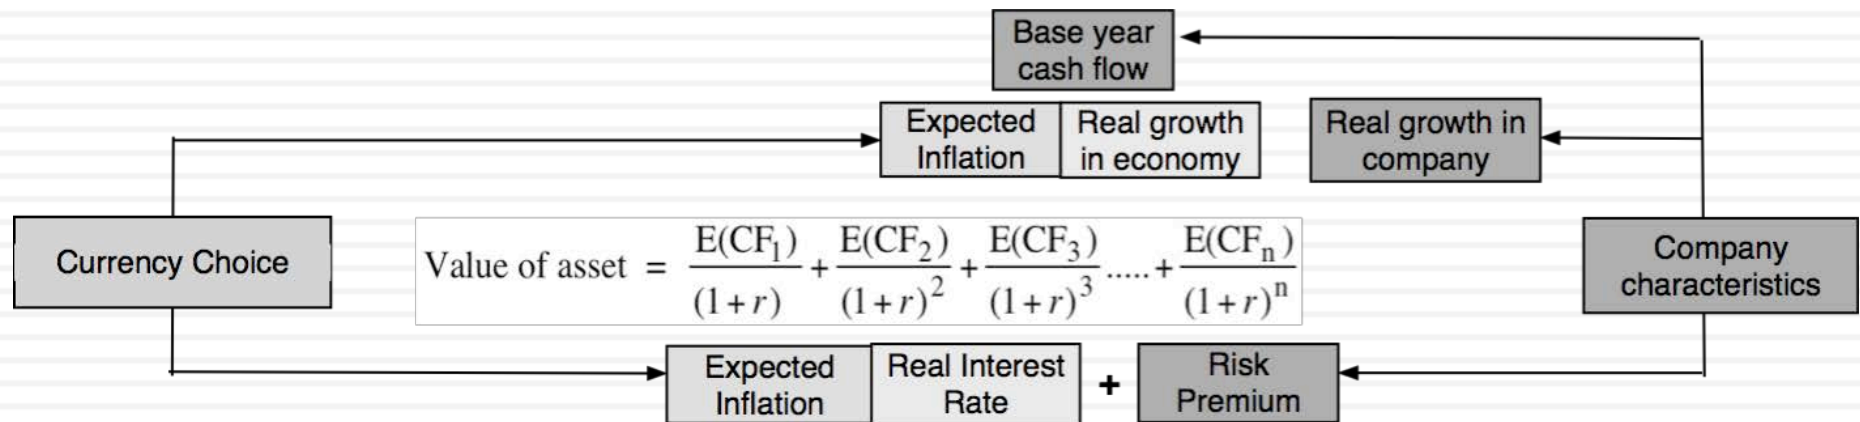 Base year
cash flow
Expected
Inflation
Real growth
in economy
Real growth in
company
Currency Choice
Value of asset = E(CF₁)/(1+r) + E(CF₂)/(1+r)² + E(CF₃)/(1+r)³ ..... + E(CFₙ)/(1+r)ⁿ
Company
characteristics
Expected
Inflation
Real Interest
Rate
+
Risk
Premium